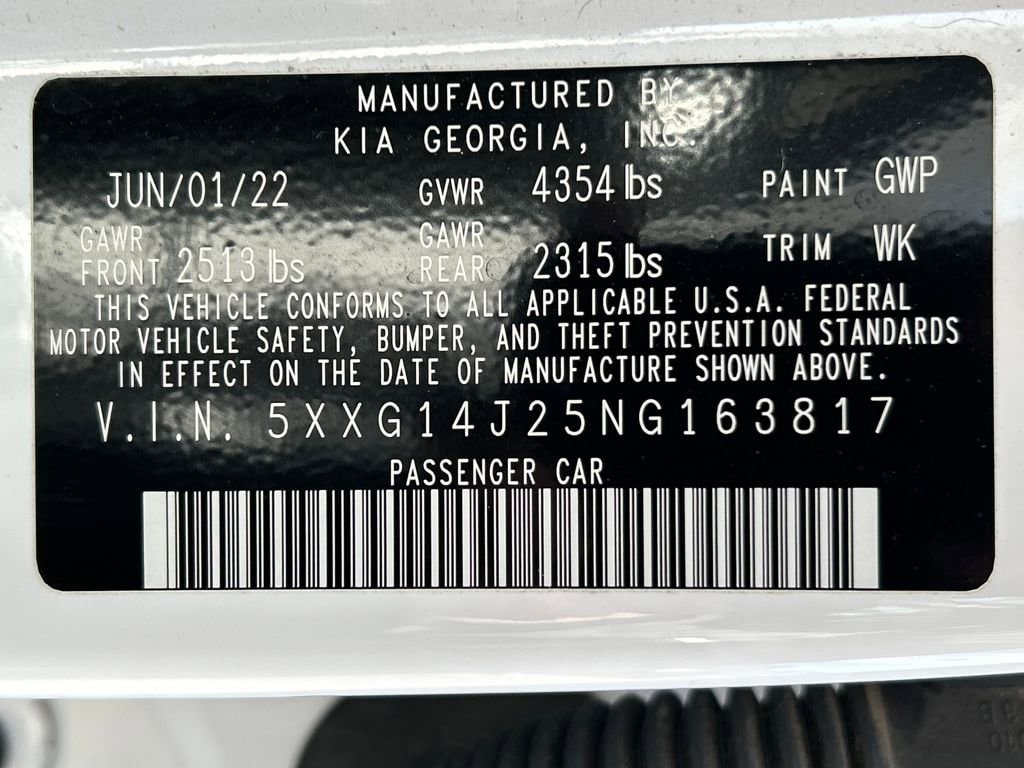 MANUFACTURED BY
KIA GEORGIA, INC.
JUN/01/22 GVWR 4354 lbs PAINT GWP
GAWR FRONT 2513 lbs GAWR REAR 2315 lbs TRIM WK
THIS VEHICLE CONFORMS TO ALL APPLICABLE U.S.A. FEDERAL
MOTOR VEHICLE SAFETY, BUMPER, AND THEFT PREVENTION STANDARDS
IN EFFECT ON THE DATE OF MANUFACTURE SHOWN ABOVE.
V.I.N. 5XXG14J25NG163817
PASSENGER CAR